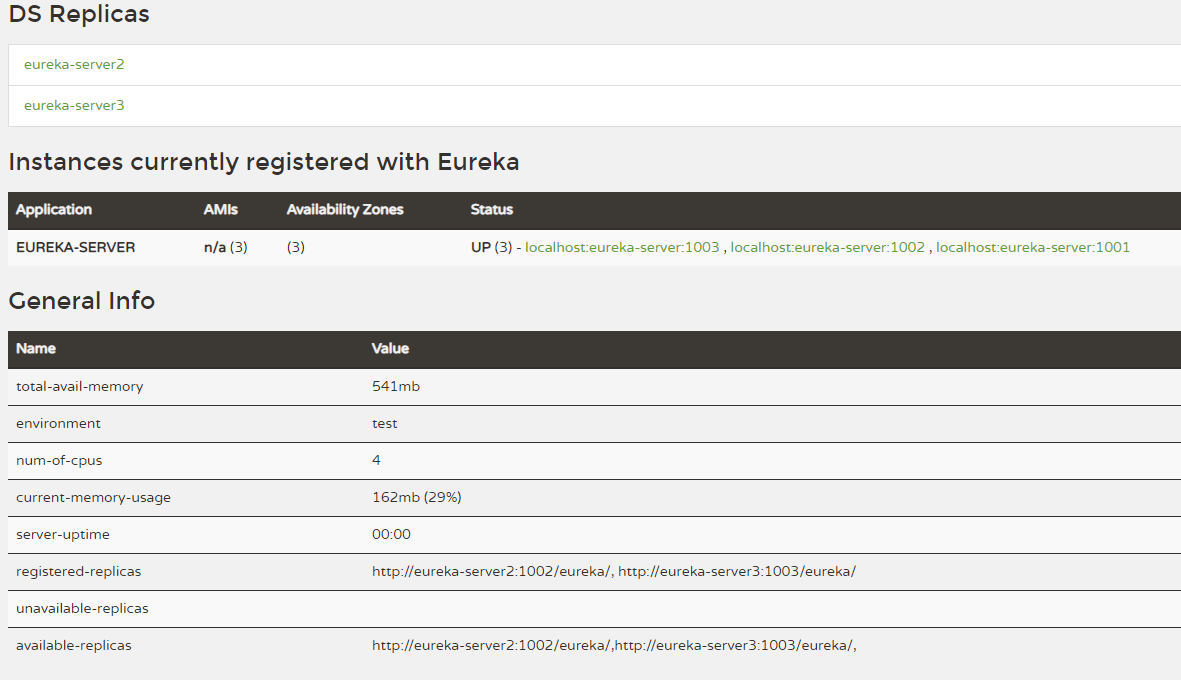 DS Replicas
eureka-server2
eureka-server3
Instances currently registered with Eureka
Application AMIs Availability Zones Status
EUREKA-SERVER n/a (3) (3) UP (3) - localhost:eureka-server:1003 , localhost:eureka-server:1002 , localhost:eureka-server:1001
General Info
Name Value
total-avail-memory 541mb
environment test
num-of-cpus 4
current-memory-usage 162mb (29%)
server-uptime 00:00
registered-replicas http://eureka-server2:1002/eureka/, http://eureka-server3:1003/eureka/
unavailable-replicas
available-replicas http://eureka-server2:1002/eureka/,http://eureka-server3:1003/eureka/,